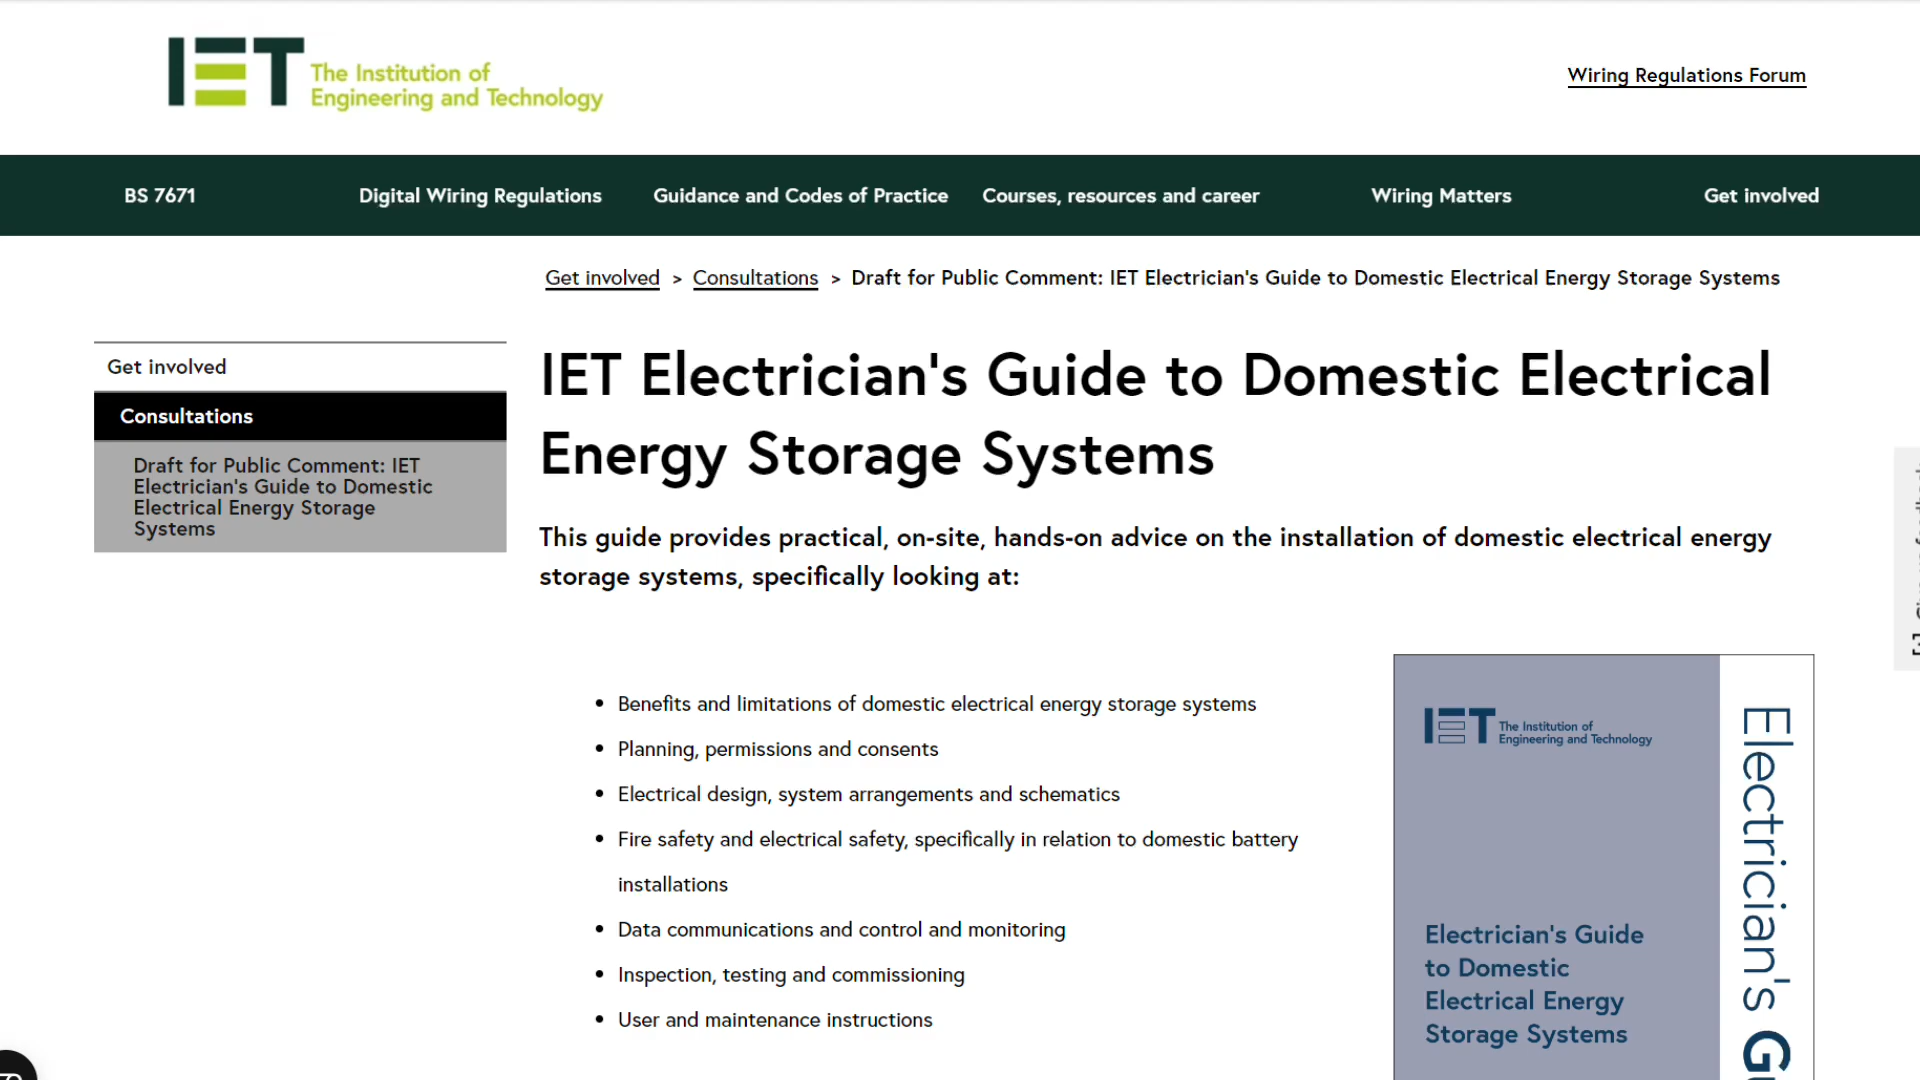 IET The Institution of
Engineering and Technology
Wiring Regulations Forum
BS 7671
Digital Wiring Regulations
Guidance and Codes of Practice
Courses, resources and career
Wiring Matters
Get involved
Get involved > Consultations > Draft for Public Comment: IET Electrician's Guide to Domestic Electrical Energy Storage Systems
Get involved
Consultations
Draft for Public Comment: IET
Electrician's Guide to Domestic
Electrical Energy Storage
Systems
IET Electrician's Guide to Domestic Electrical
Energy Storage Systems
This guide provides practical, on-site, hands-on advice on the installation of domestic electrical energy
storage systems, specifically looking at:
• Benefits and limitations of domestic electrical energy storage systems
• Planning, permissions and consents
• Electrical design, system arrangements and schematics
• Fire safety and electrical safety, specifically in relation to domestic battery
installations
• Data communications and control and monitoring
• Inspection, testing and commissioning
• User and maintenance instructions
IET The Institution of
Engineering and Technology
Electrician's Guide
to Domestic
Electrical Energy
Storage Systems
Electrician's